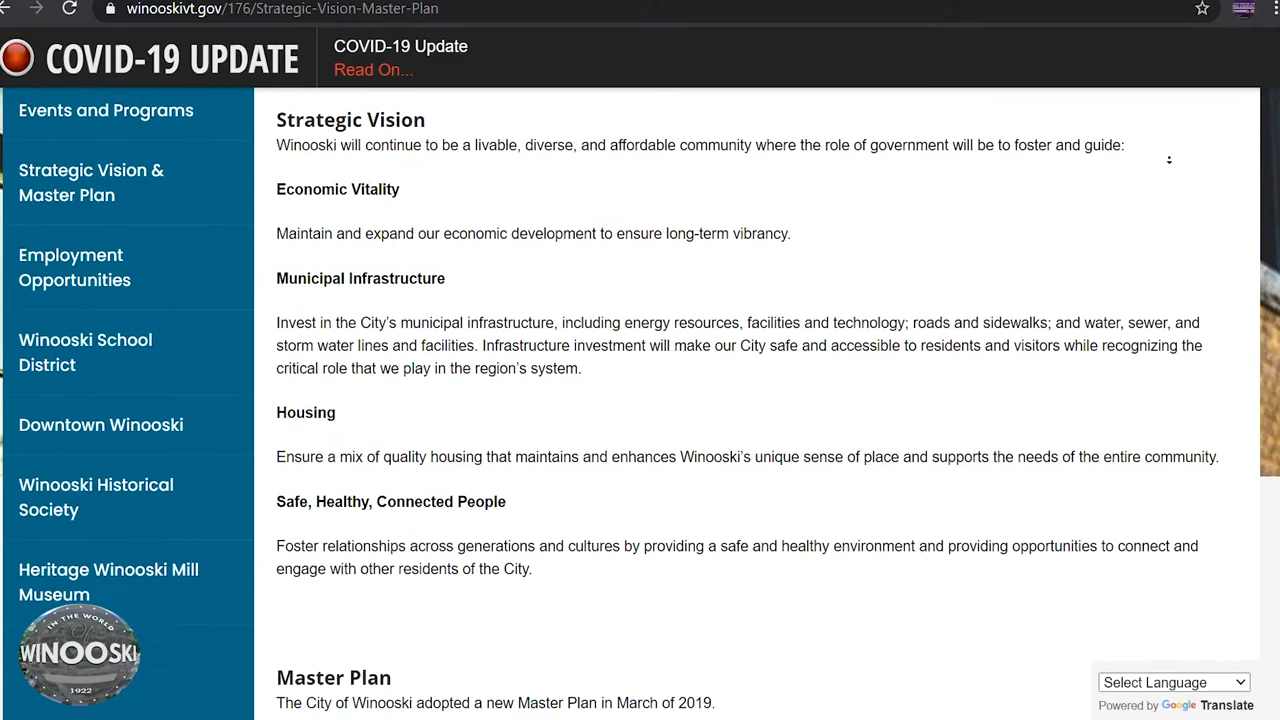 winooskivt.gov/176/Strategic-Vision-Master-Plan
COVID-19 UPDATE
COVID-19 Update
Read On...
Events and Programs
Strategic Vision &
Master Plan
Employment
Opportunities
Winooski School
District
Downtown Winooski
Winooski Historical
Society
Heritage Winooski Mill
Museum
IN THE WORLD
Of
WINOOSKI
1922
Strategic Vision
Winooski will continue to be a livable, diverse, and affordable community where the role of government will be to foster and guide:
Economic Vitality
Maintain and expand our economic development to ensure long-term vibrancy.
Municipal Infrastructure
Invest in the City's municipal infrastructure, including energy resources, facilities and technology; roads and sidewalks; and water, sewer, and
storm water lines and facilities. Infrastructure investment will make our City safe and accessible to residents and visitors while recognizing the
critical role that we play in the region's system.
Housing
Ensure a mix of quality housing that maintains and enhances Winooski's unique sense of place and supports the needs of the entire community.
Safe, Healthy, Connected People
Foster relationships across generations and cultures by providing a safe and healthy environment and providing opportunities to connect and
engage with other residents of the City.
Master Plan
The City of Winooski adopted a new Master Plan in March of 2019.
Select Language
Powered by Google Translate